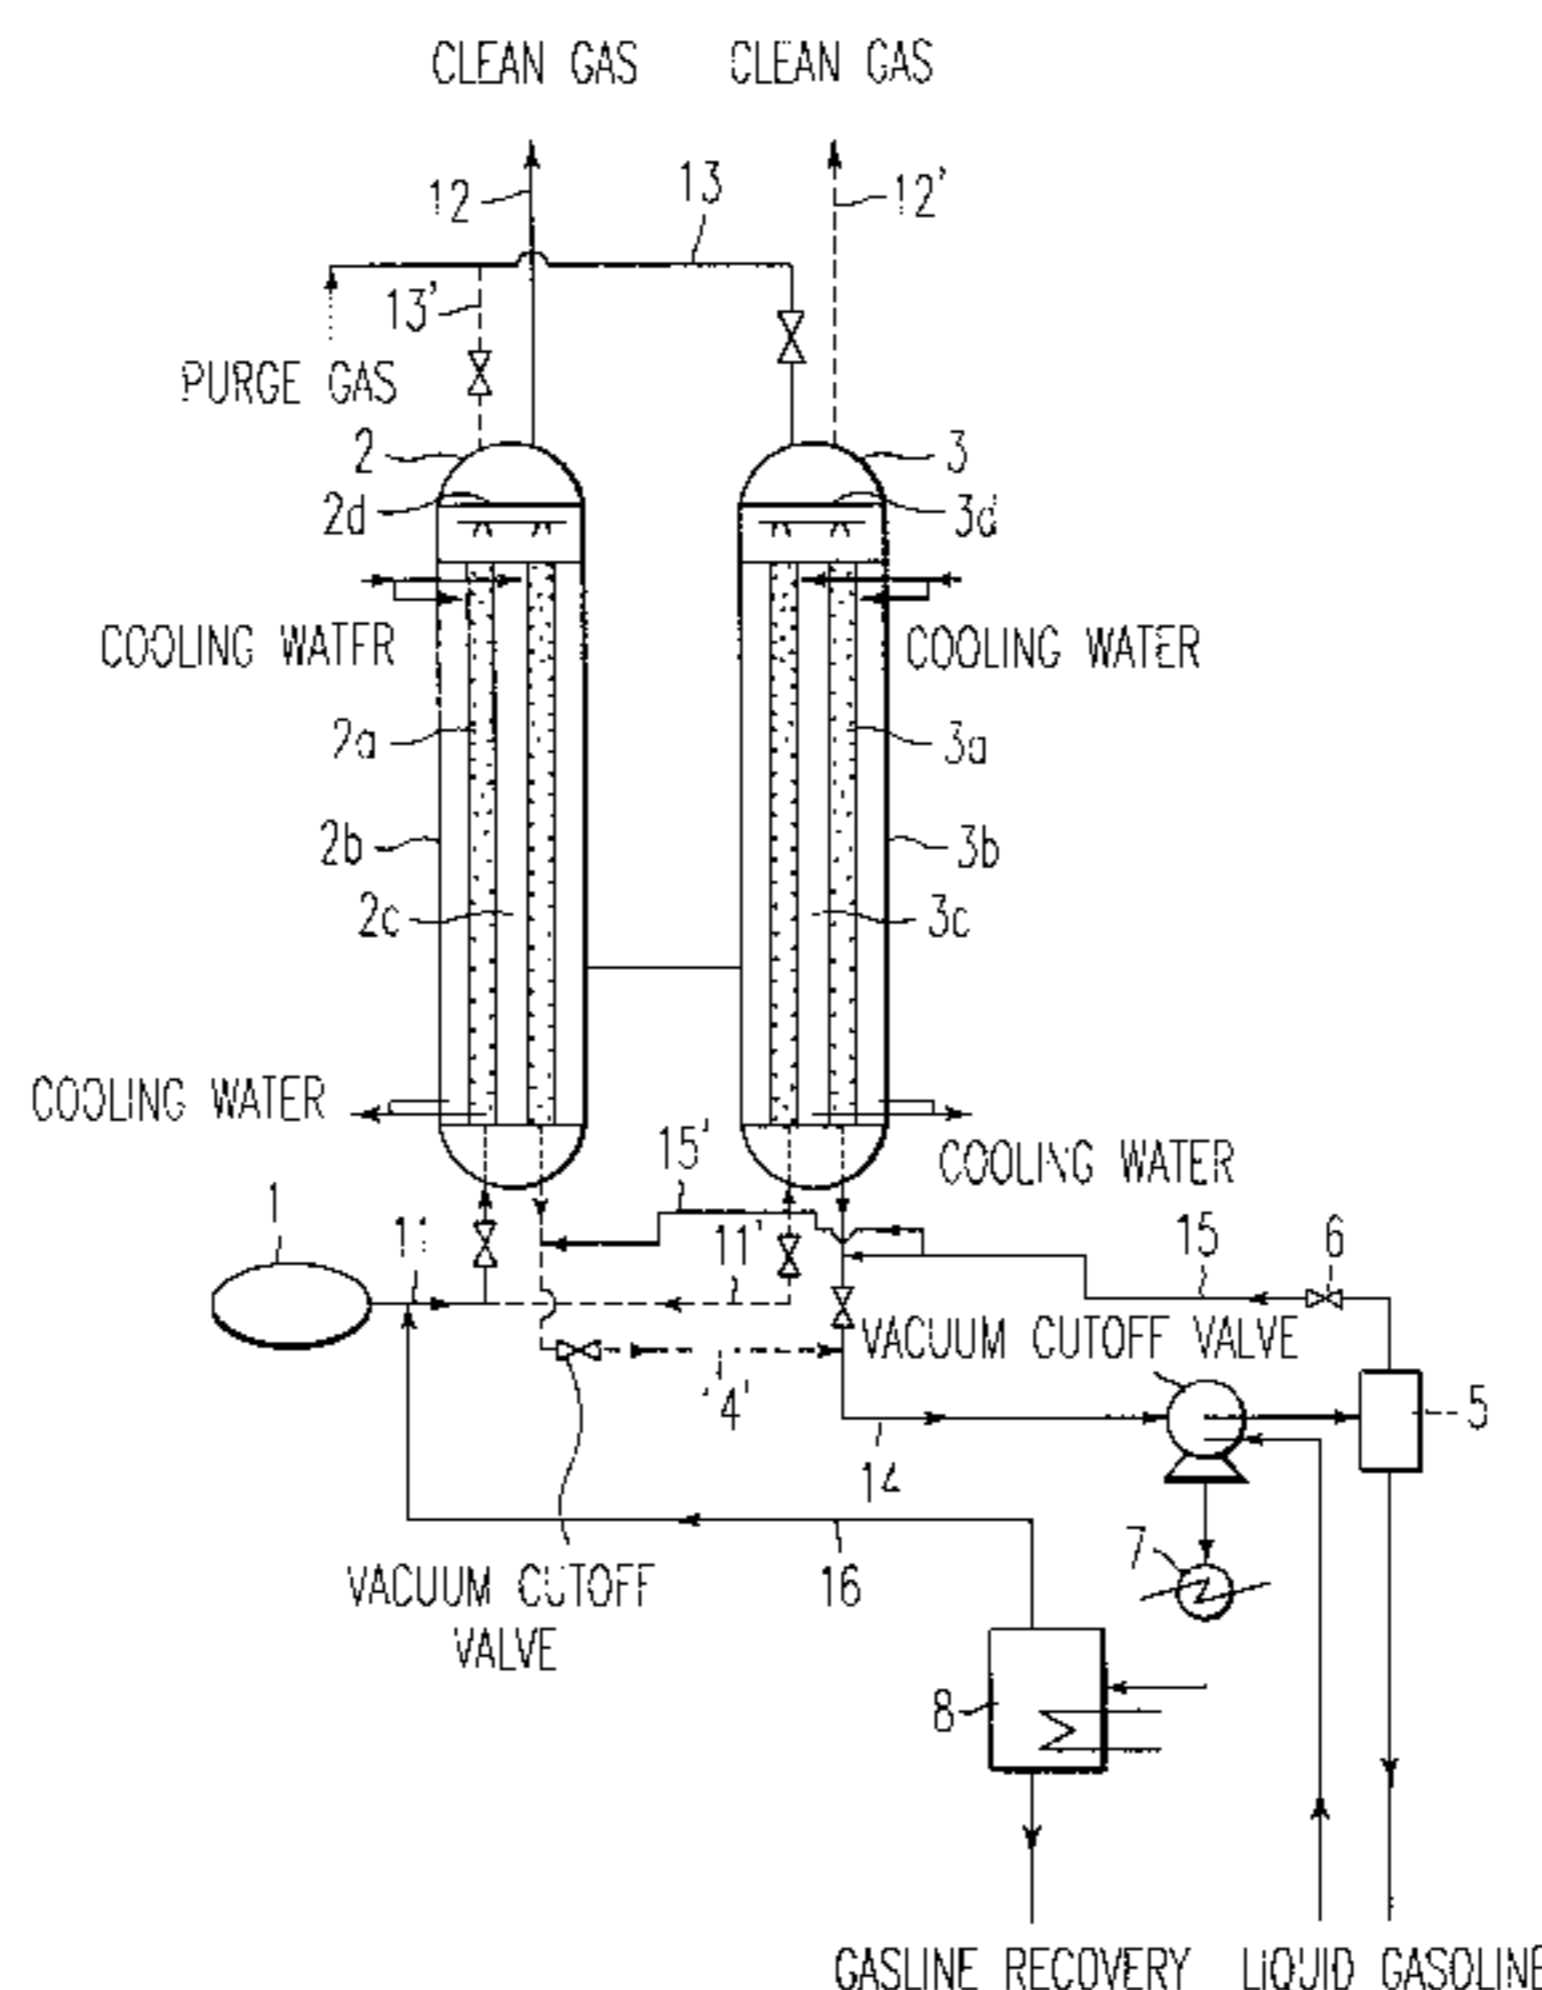 CLEAN GAS CLEAN GAS
12 13 12'
13'
PURGE GAS
2 3
2d 3d
COOLING WATER COOLING WATER
2a 3a
2b 3b
2c 3c
COOLING WATER
15' COOLING WATER
1 11 11' 15 6
VACUUM CUTOFF VALVE
'4' 5
14
7
VACUUM CUTOFF 16
VALVE
8
GASLINE RECOVERY LIQUID GASOLINE